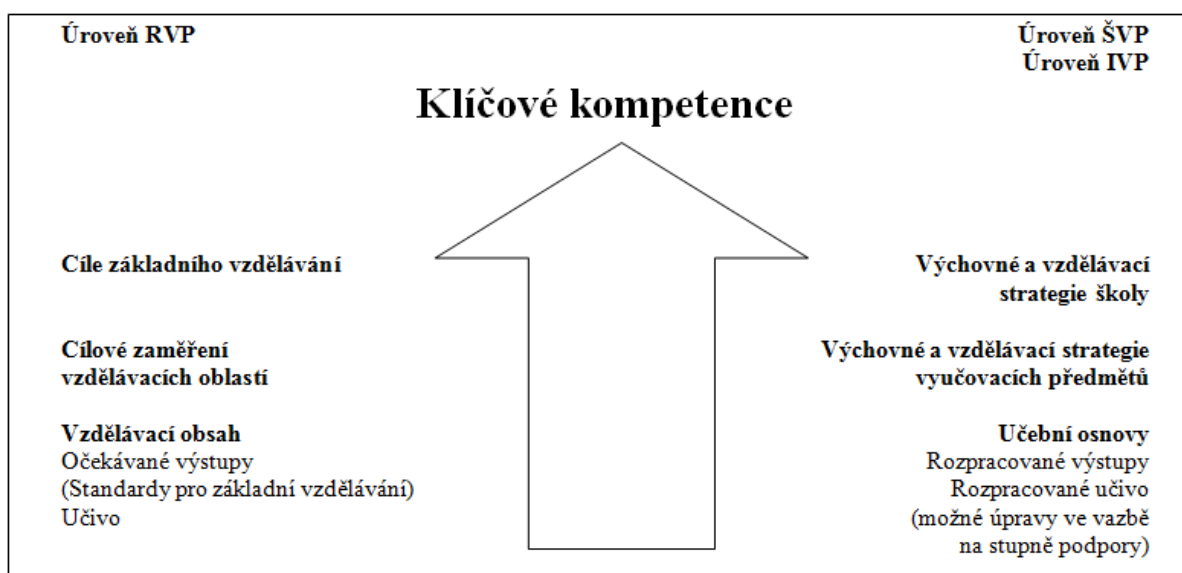 Úroveň RVP
Úroveň ŠVP
Úroveň IVP
Klíčové kompetence
Cíle základního vzdělávání
Výchovné a vzdělávací
strategie školy
Cílové zaměření
vzdělávacích oblastí
Výchovné a vzdělávací strategie
vyučovacích předmětů
Vzdělávací obsah
Očekávané výstupy
(Standardy pro základní vzdělávání)
Učivo
Učební osnovy
Rozpracované výstupy
Rozpracované učivo
(možné úpravy ve vazbě
na stupně podpory)